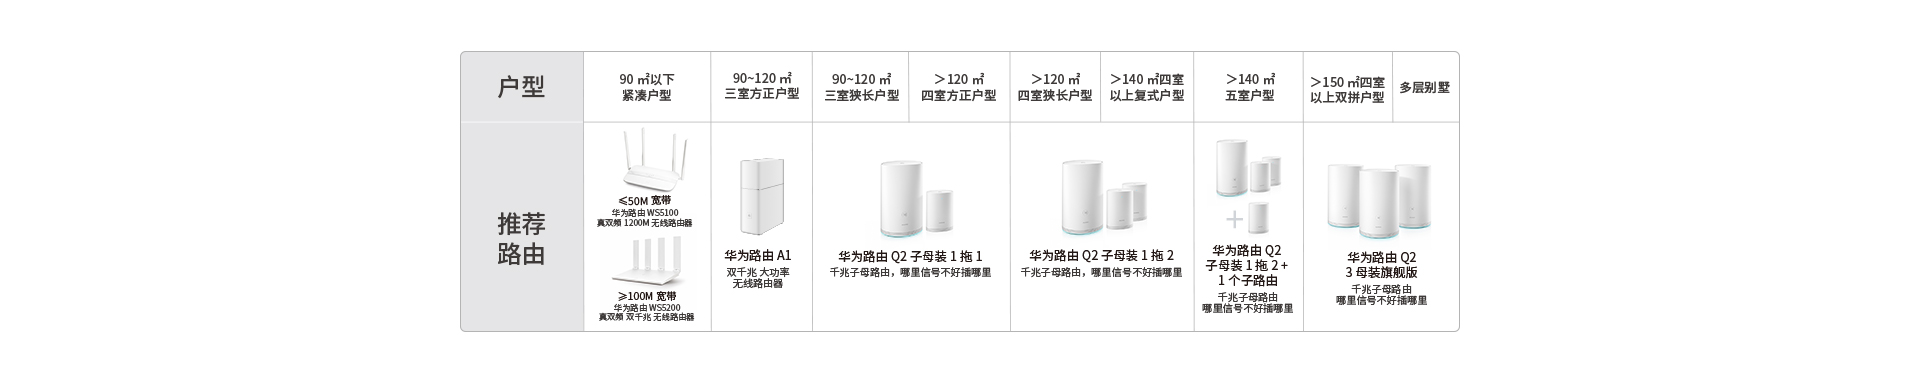 户型
90 ㎡以下
紧凑户型
90~120 ㎡
三室方正户型
90~120 ㎡
三室狭长户型
＞120 ㎡
四室方正户型
＞120 ㎡
四室狭长户型
＞140 ㎡四室
以上复式户型
＞140 ㎡
五室户型
＞150 ㎡四室
以上双拼户型
多层别墅
推荐
路由
≤50M 宽带
华为路由 WS5100
真双频 1200M 无线路由器
≥100M 宽带
华为路由 WS5200
真双频 双千兆 无线路由器
华为路由 A1
双千兆 大功率
无线路由器
华为路由 Q2 子母装 1 拖 1
千兆子母路由，哪里信号不好播哪里
华为路由 Q2 子母装 1 拖 2
千兆子母路由，哪里信号不好播哪里
华为路由 Q2
子母装 1 拖 2 +
1 个子路由
千兆子母路由
哪里信号不好播哪里
华为路由 Q2
3 母装旗舰版
千兆子母路由
哪里信号不好播哪里